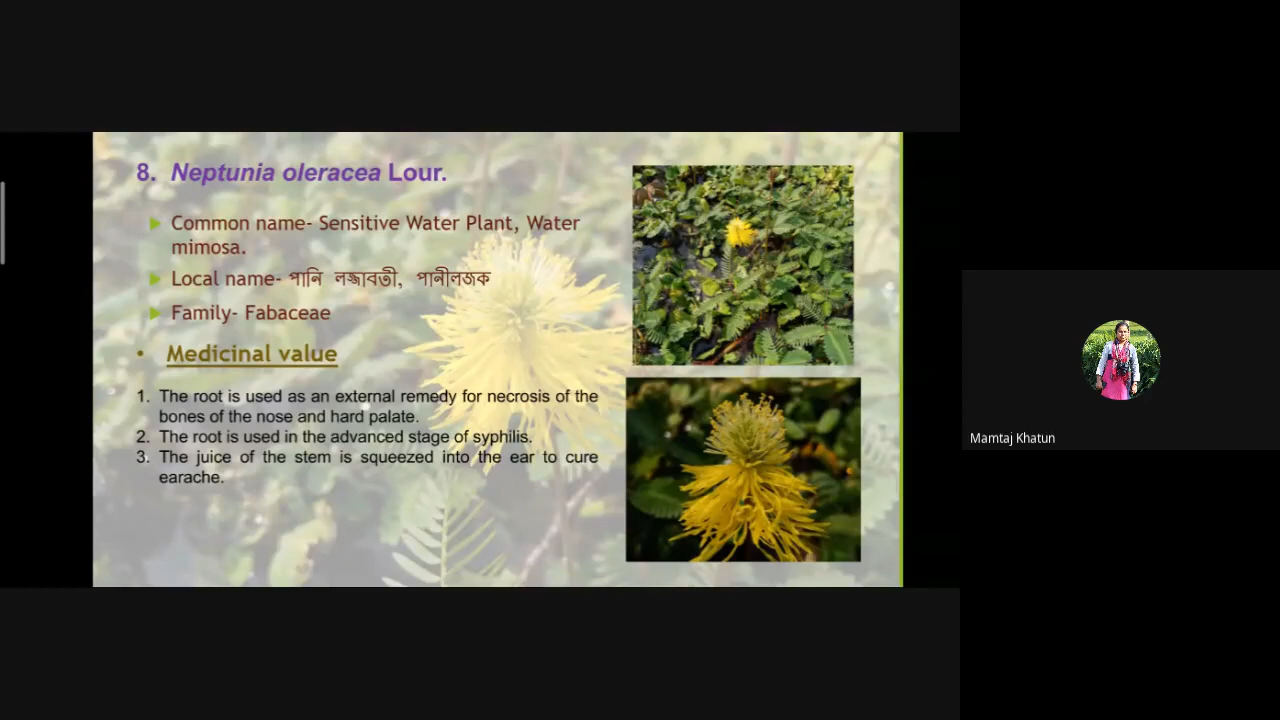 8. Neptunia oleracea Lour.
Common name- Sensitive Water Plant, Water
mimosa.
Local name- পানি লজ্জাবতী, পানীলজক
Family- Fabaceae
• Medicinal value
1. The root is used as an external remedy for necrosis of the
bones of the nose and hard palate.
2. The root is used in the advanced stage of syphilis.
3. The juice of the stem is squeezed into the ear to cure
earache.
Mamtaj Khatun